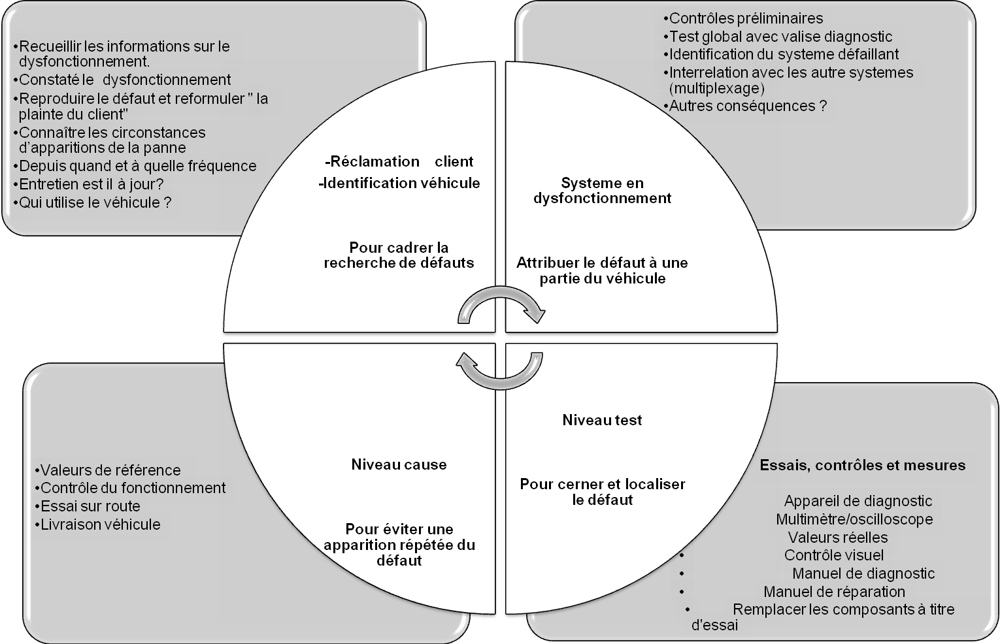 •Recueillir les informations sur le
dysfonctionnement.
•Constaté le dysfonctionnement
•Reproduire le défaut et reformuler " la
plainte du client"
•Connaître les circonstances
d'apparitions de la panne
•Depuis quand et à quelle fréquence
•Entretien est il à jour?
•Qui utilise le véhicule ?
-Réclamation client
-Identification véhicule
Pour cadrer la
recherche de défauts
•Contrôles préliminaires
•Test global avec valise diagnostic
•Identification du systeme défaillant
•Interrelation avec les autre systemes
(multiplexage)
•Autres conséquences ?
Systeme en
dysfonctionnement
Attribuer le défaut à une
partie du véhicule
Niveau test
Pour cerner et localiser
le défaut
Essais, contrôles et mesures
Appareil de diagnostic
Multimètre/oscilloscope
Valeurs réelles
• Contrôle visuel
• Manuel de diagnostic
• Manuel de réparation
• Remplacer les composants à titre
d'essai
Niveau cause
Pour éviter une
apparition répétée du
défaut
•Valeurs de référence
•Contrôle du fonctionnement
•Essai sur route
•Livraison véhicule